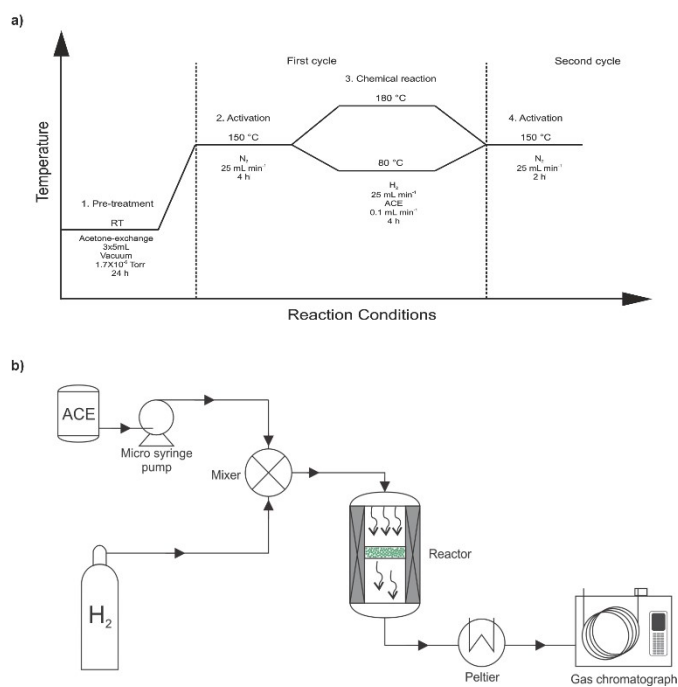 a)
First cycle
Second cycle
3. Chemical reaction
180 °C
2. Activation
150 °C
4. Activation
150 °C
N₂
25 mL min⁻¹
4 h
80 °C
N₂
25 mL min⁻¹
2 h
H₂
25 mL min⁻¹
ACE
0.1 mL min⁻¹
4 h
1. Pre-treatment
RT
Acetone-exchange
3x5mL
Vacuum
Torr
24 h
Temperature
Reaction Conditions
b)
ACE
Micro syringe
pump
Mixer
Reactor
H₂
Peltier
Gas chromatograph